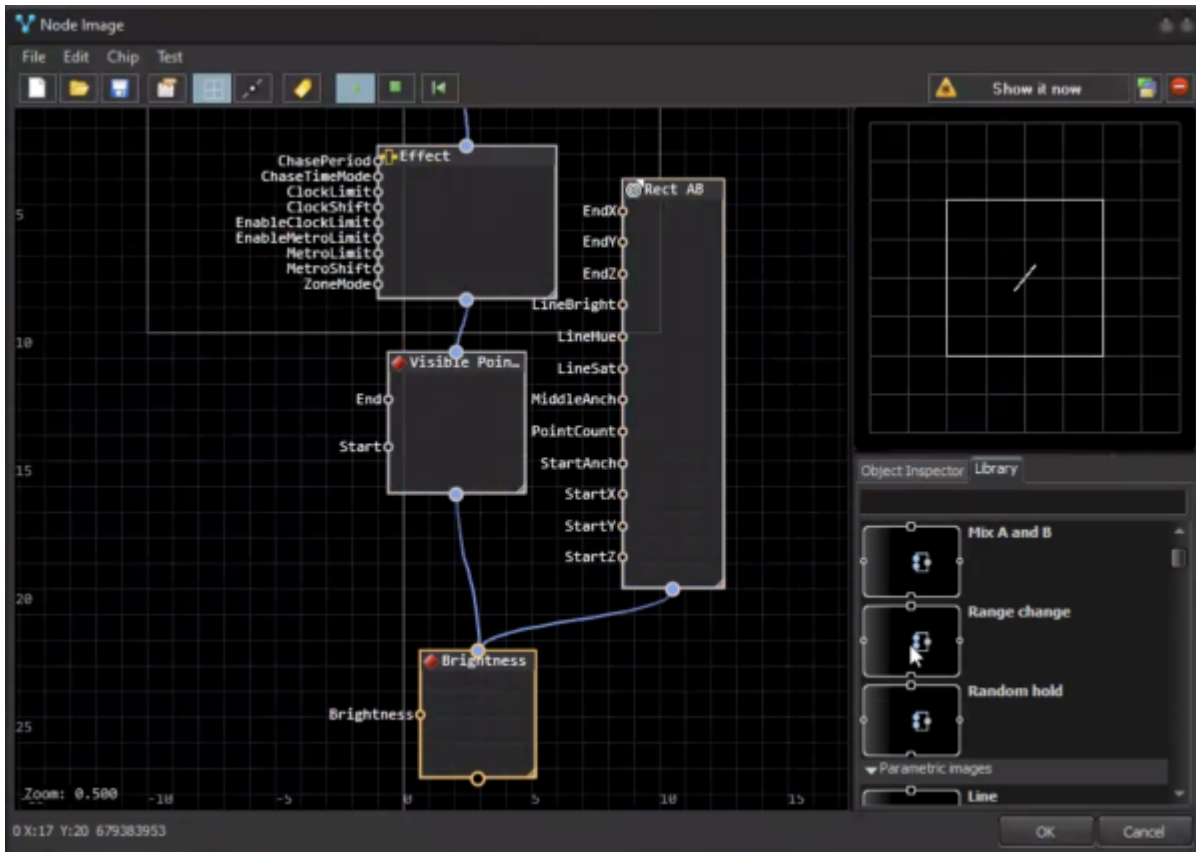 Node Image
File Edit Chip Test
Show it now
Effect
ChasePeriod
ChaseTimeMode
ClockLimit
ClockShift
EnableClockLimit
EnableMetroLimit
MetroLimit
MetroShift
ZoneMode
Rect AB
EndX
EndY
EndZ
LineBright
LineHue
LineSat
MiddleAnch
PointCount
StartAnch
StartX
StartY
StartZ
Visible Poin…
End
Start
Brightness
Brightness
5
10
15
20
25
Zoom: 0.500
-10 -5 0 5 10 15
0 X:17 Y:20 679383953
Object Inspector Library
Mix A and B
Range change
Random hold
Parametric images
Line
OK Cancel